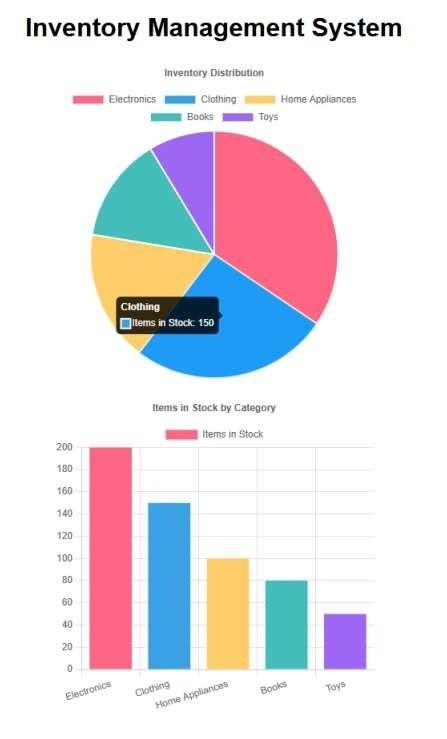 Inventory Management System
Inventory Distribution
Electronics Clothing Home Appliances
Books Toys
Clothing
Items in Stock: 150
Items in Stock by Category
Items in Stock
200
180
160
140
120
100
80
60
40
20
0
Electronics Clothing Home Appliances Books Toys